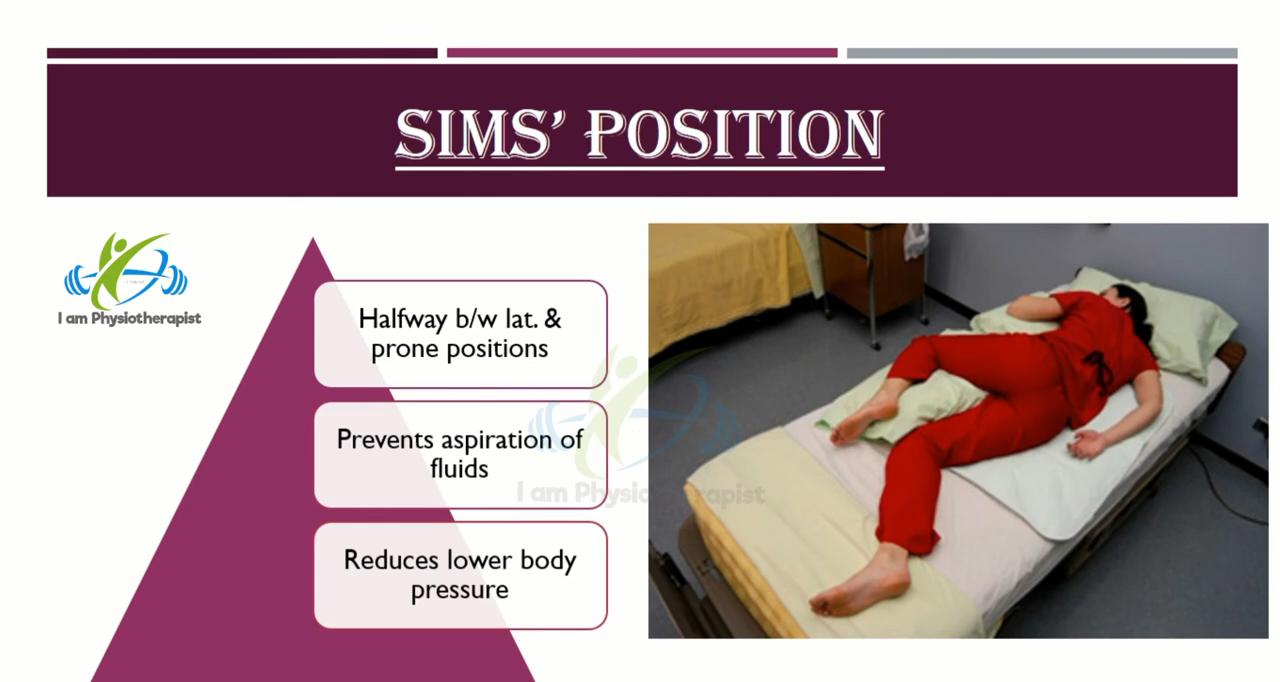 SIMS' POSITION
I am Physiotherapist
Halfway b/w lat. &
prone positions
Prevents aspiration of
fluids
Reduces lower body
pressure
I am Physiotherapist